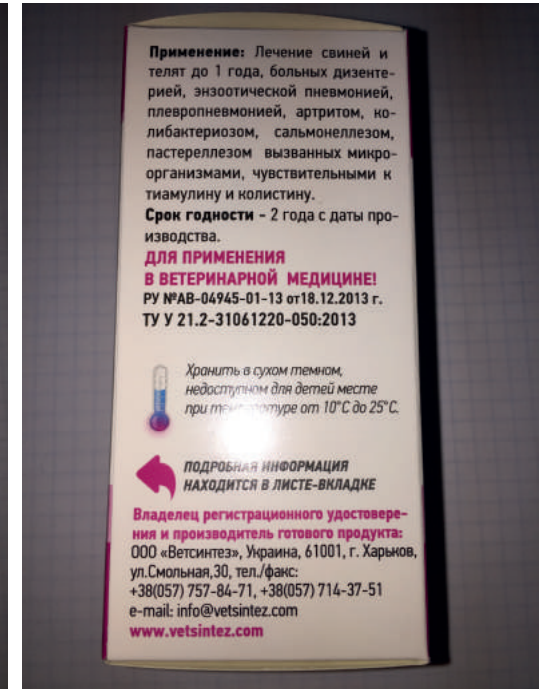 Применение: Лечение свиней и
телят до 1 года, больных дизенте-
рией, энзоотической пневмонией,
плевропневмонией, артритом, ко-
либактериозом, сальмонеллезом,
пастереллезом вызванных микро-
организмами, чувствительными к
тиамулину и колистину.
Срок годности - 2 года с даты про-
изводства.
ДЛЯ ПРИМЕНЕНИЯ
В ВЕТЕРИНАРНОЙ МЕДИЦИНЕ!
РУ №АВ-04945-01-13 от18.12.2013 г.
ТУ У 21.2-31061220-050:2013
Хранить в сухом темном,
недоступном для детей месте
при температуре от 10°С до 25°С.
ПОДРОБНАЯ ИНФОРМАЦИЯ
НАХОДИТСЯ В ЛИСТЕ-ВКЛАДКЕ
Владелец регистрационного удостовере-
ния и производитель готового продукта:
ООО «Ветсинтез», Украина, 61001, г. Харьков,
ул.Смольная,30, тел./факс:
+38(057) 757-84-71, +38(057) 714-37-51
e-mail: info@vetsintez.com
www.vetsintez.com